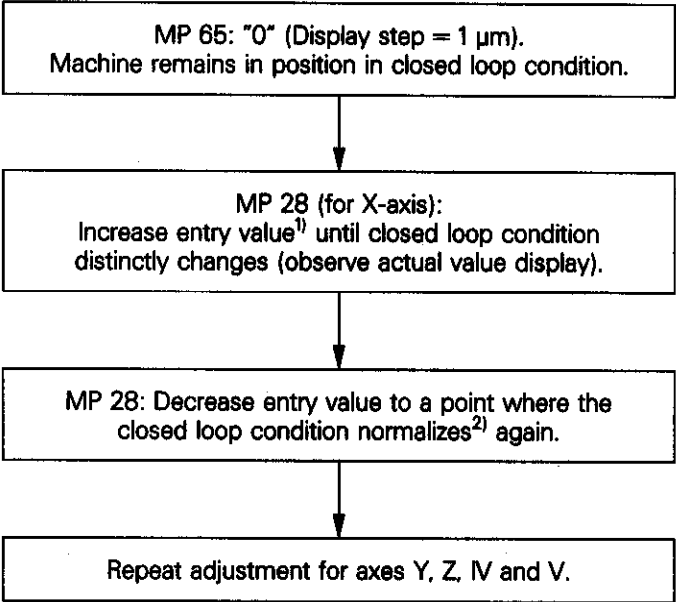 MP 65: "0" (Display step = 1 µm).
Machine remains in position in closed loop condition.
MP 28 (for X-axis):
Increase entry value1) until closed loop condition
distinctly changes (observe actual value display).
MP 28: Decrease entry value to a point where the
closed loop condition normalizes2) again.
Repeat adjustment for axes Y, Z, IV and V.